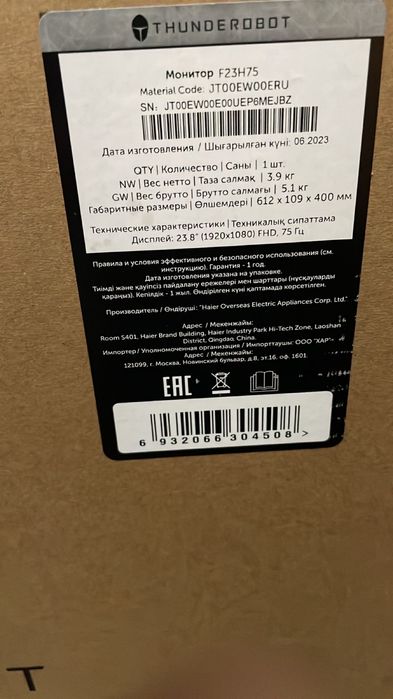 THUNDEROBOT
Монитор F23H75
Material Code: JT00EW00ERU
SN: JT00EW00E00UEP6MEJBZ
Дата изготовления / Шығарылған күні: 06.2023
QTY | Количество | Саны | 1 шт.
NW | Вес нетто | Таза салмақ | 3.9 кг
GW | Вес брутто | Брутто салмағы | 5.1 кг
Габаритные размеры | Өлшемдері | 612 x 109 x 400 мм
Технические характеристики | Техникалық сипаттама
Дисплей: 23.8" (1920x1080) FHD, 75 Гц
Правила и условия эффективного и безопасного использования (см.
инструкцию). Гарантия - 1 год.
Дата изготовления указана на упаковке.
Тиімді және қауіпсіз пайдалану ережелері мен шарттары (нұсқауларды
қараңыз). Кепілдік - 1 жыл. Өндірілген күні қаптамада көрсетілген.
Производитель / Өндіруші: "Haier Overseas Electric Appliances Corp. Ltd."
Адрес / Мекенжайы:
Room S401, Haier Brand Building, Haier Industry Park Hi-Tech Zone, Laoshan
District, Qingdao, China.
Импортер / Уполномоченная организация / Импорттаушы: ООО "ХАР"
Адрес / Мекенжайы:
121099, г. Москва, Новинский бульвар, д.8, эт.16. оф. 1601.
EAC
6 932066 304508 >
T